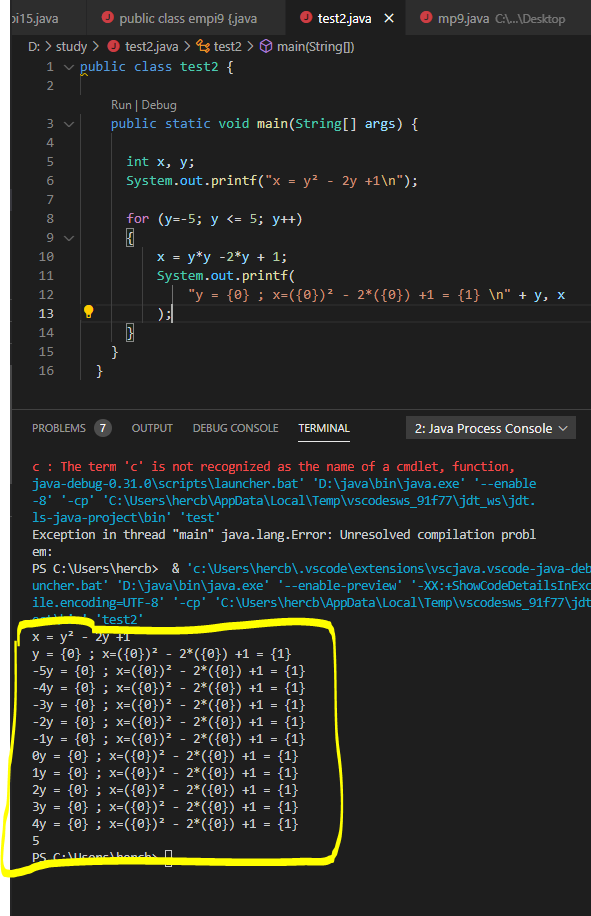 oi15.java public class empi9 {.java test2.java × mp9.java C:\...\Desktop
D: > study > test2.java > test2 > main(String[])
1 public class test2 {
2
Run | Debug
3 public static void main(String[] args) {
4
5 int x, y;
6 System.out.printf("x = y² - 2y +1\n");
7
8 for (y=-5; y <= 5; y++)
9 {
10 x = y*y -2*y + 1;
11 System.out.printf(
12 "y = {0} ; x=({0})² - 2*({0}) +1 = {1} \n" + y, x
13 );
14 }
15 }
16 }
PROBLEMS 7 OUTPUT DEBUG CONSOLE TERMINAL 2: Java Process Console
c : The term 'c' is not recognized as the name of a cmdlet, function,
java-debug-0.31.0\scripts\launcher.bat' 'D:\java\bin\java.exe' '--enable
-8' '-cp' 'C:\Users\hercb\AppData\Local\Temp\vscodesws_91f77\jdt_ws\jdt.
ls-java-project\bin' 'test'
Exception in thread "main" java.lang.Error: Unresolved compilation probl
em:
PS C:\Users\hercb> & 'c:\Users\hercb\.vscode\extensions\vscjava.vscode-java-deb
uncher.bat' 'D:\java\bin\java.exe' '--enable-preview' '-XX:+ShowCodeDetailsInExc
ile.encoding=UTF-8' '-cp' 'C:\Users\hercb\AppData\Local\Temp\vscodesws_91f77\jdt
'test2'
x = y² - 2y +1
y = {0} ; x=({0})² - 2*({0}) +1 = {1}
-5y = {0} ; x=({0})² - 2*({0}) +1 = {1}
-4y = {0} ; x=({0})² - 2*({0}) +1 = {1}
-3y = {0} ; x=({0})² - 2*({0}) +1 = {1}
-2y = {0} ; x=({0})² - 2*({0}) +1 = {1}
-1y = {0} ; x=({0})² - 2*({0}) +1 = {1}
0y = {0} ; x=({0})² - 2*({0}) +1 = {1}
1y = {0} ; x=({0})² - 2*({0}) +1 = {1}
2y = {0} ; x=({0})² - 2*({0}) +1 = {1}
3y = {0} ; x=({0})² - 2*({0}) +1 = {1}
4y = {0} ; x=({0})² - 2*({0}) +1 = {1}
5
PS C:\Users\hercb>